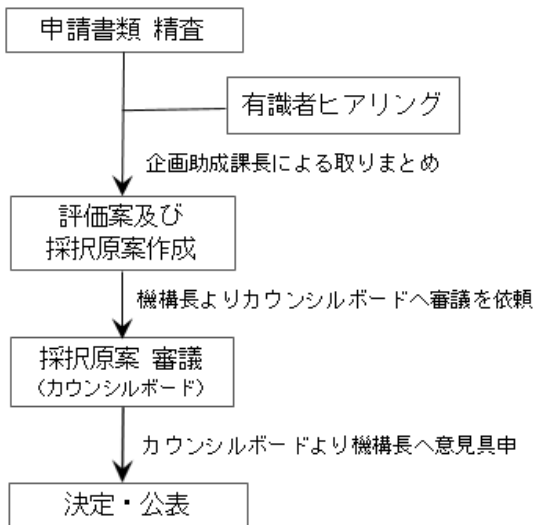 申請書類 精査
有識者ヒアリング
企画助成課長による取りまとめ
評価案及び
採択原案作成
機構長よりカウンシルボードへ審議を依頼
採択原案 審議
（カウンシルボード）
カウンシルボードより機構長へ意見具申
決定・公表